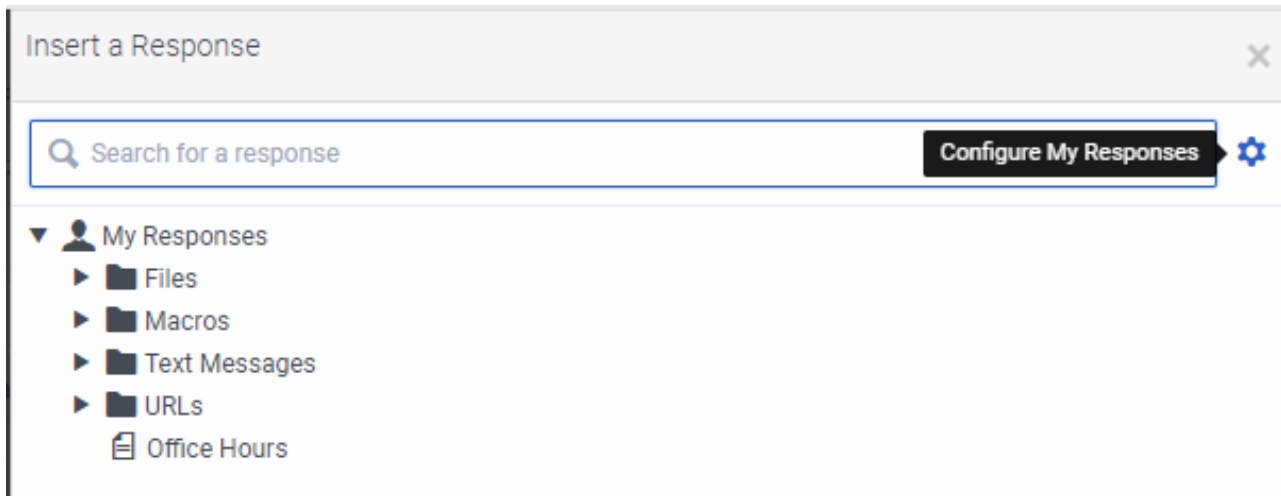 Insert a Response
Search for a response
Configure My Responses
My Responses
Files
Macros
Text Messages
URLs
Office Hours